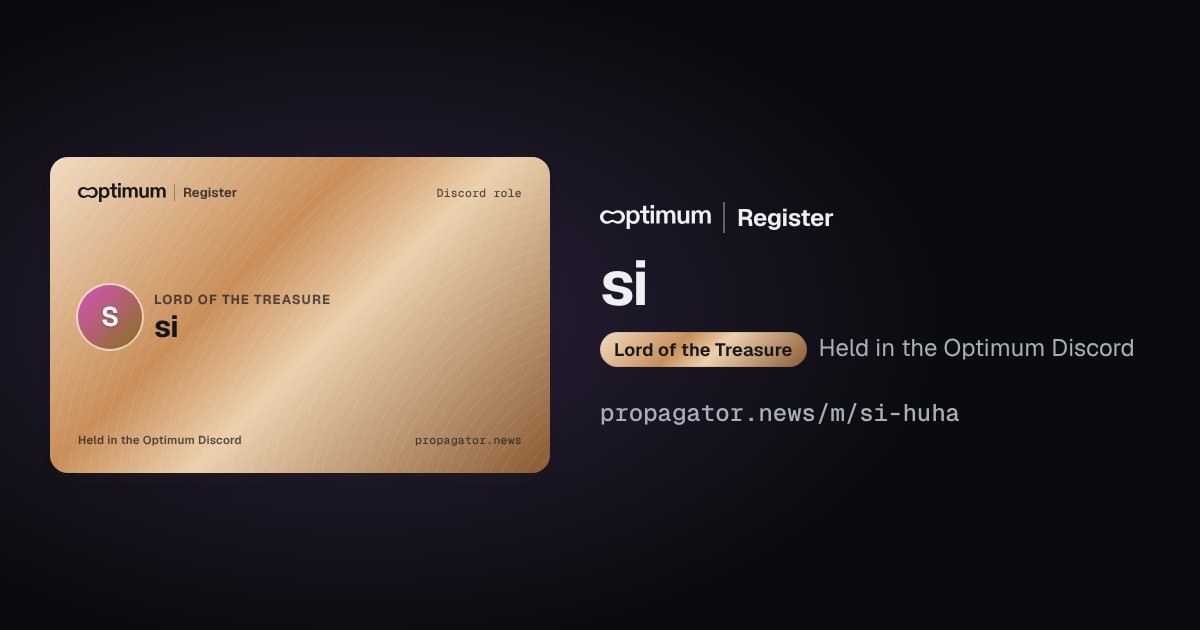 optimum | Register
Discord role
S
LORD OF THE TREASURE
si
Held in the Optimum Discord
propagator.news
optimum | Register
si
Lord of the Treasure Held in the Optimum Discord
propagator.news/m/si-huha